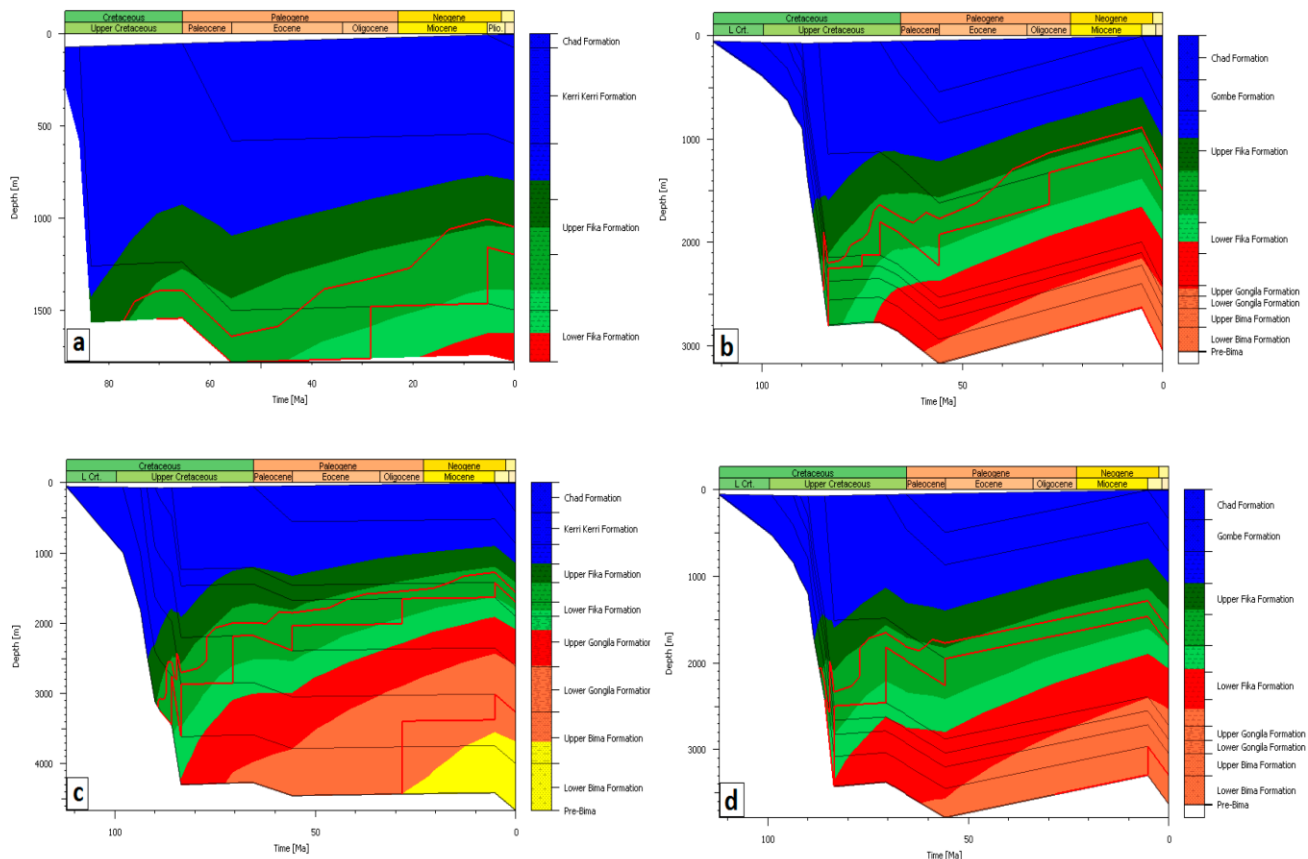 Cretaceous Paleogene Neogene
Upper Cretaceous Paleocene Eocene Oligocene Miocene Plio.
0
500
1000
1500
Depth [m]
80 60 40 20 0
Time [Ma]
a
Chad Formation
Kerri Kerri Formation
Upper Fika Formation
Lower Fika Formation
Cretaceous Paleogene Neogene
L Crt. Upper Cretaceous Paleocene Eocene Oligocene Miocene
0
1000
2000
3000
Depth [m]
100 50 0
Time [Ma]
b
Chad Formation
Gombe Formation
Upper Fika Formation
Lower Fika Formation
Upper Gongila Formation
Lower Gongila Formation
Upper Bima Formation
Lower Bima Formation
Pre-Bima
Cretaceous Paleogene Neogene
L Crt. Upper Cretaceous Paleocene Eocene Oligocene Miocene
0
1000
2000
3000
4000
Depth [m]
100 50 0
Time [Ma]
c
Chad Formation
Kerri Kerri Formation
Upper Fika Formation
Lower Fika Formation
Upper Gongila Formation
Lower Gongila Formation
Upper Bima Formation
Lower Bima Formation
Pre-Bima
Cretaceous Paleogene Neogene
L Crt. Upper Cretaceous Paleocene Eocene Oligocene Miocene
0
1000
2000
3000
Depth [m]
100 50 0
Time [Ma]
d
Chad Formation
Gombe Formation
Upper Fika Formation
Lower Fika Formation
Upper Gongila Formation
Lower Gongila Formation
Upper Bima Formation
Lower Bima Formation
Pre-Bima